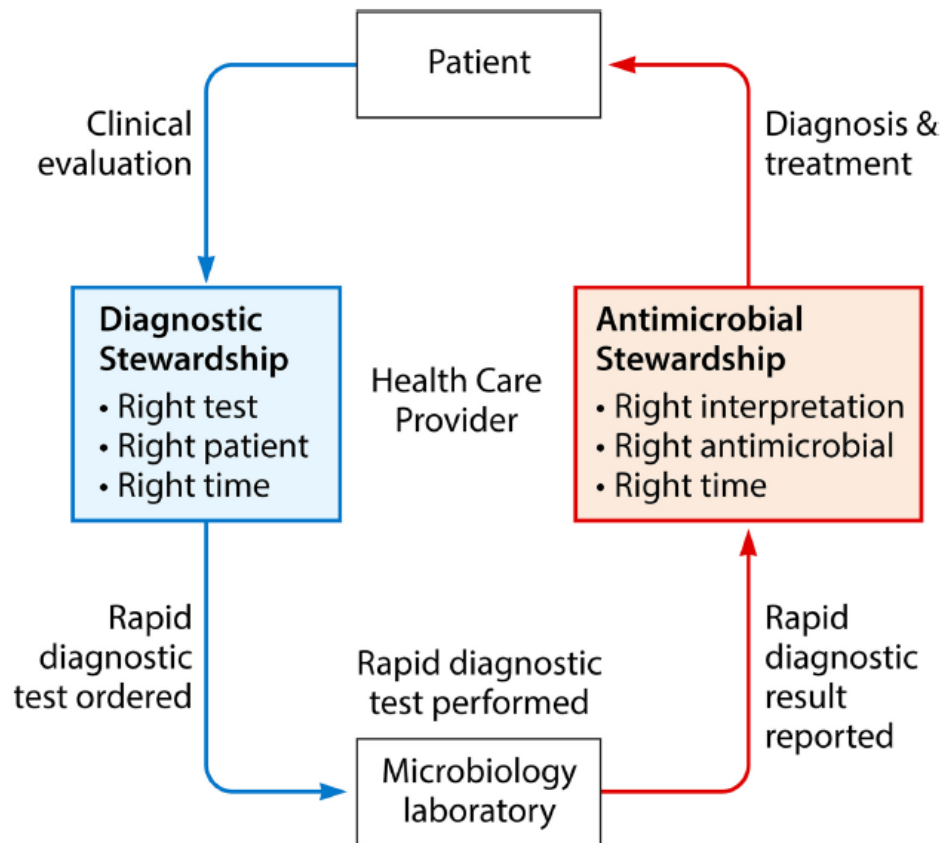 Patient
Clinical
evaluation
Diagnosis &
treatment
Diagnostic
Stewardship
• Right test
• Right patient
• Right time
Health Care
Provider
Antimicrobial
Stewardship
• Right interpretation
• Right antimicrobial
• Right time
Rapid
diagnostic
test ordered
Rapid diagnostic
test performed
Microbiology
laboratory
Rapid
diagnostic
result
reported